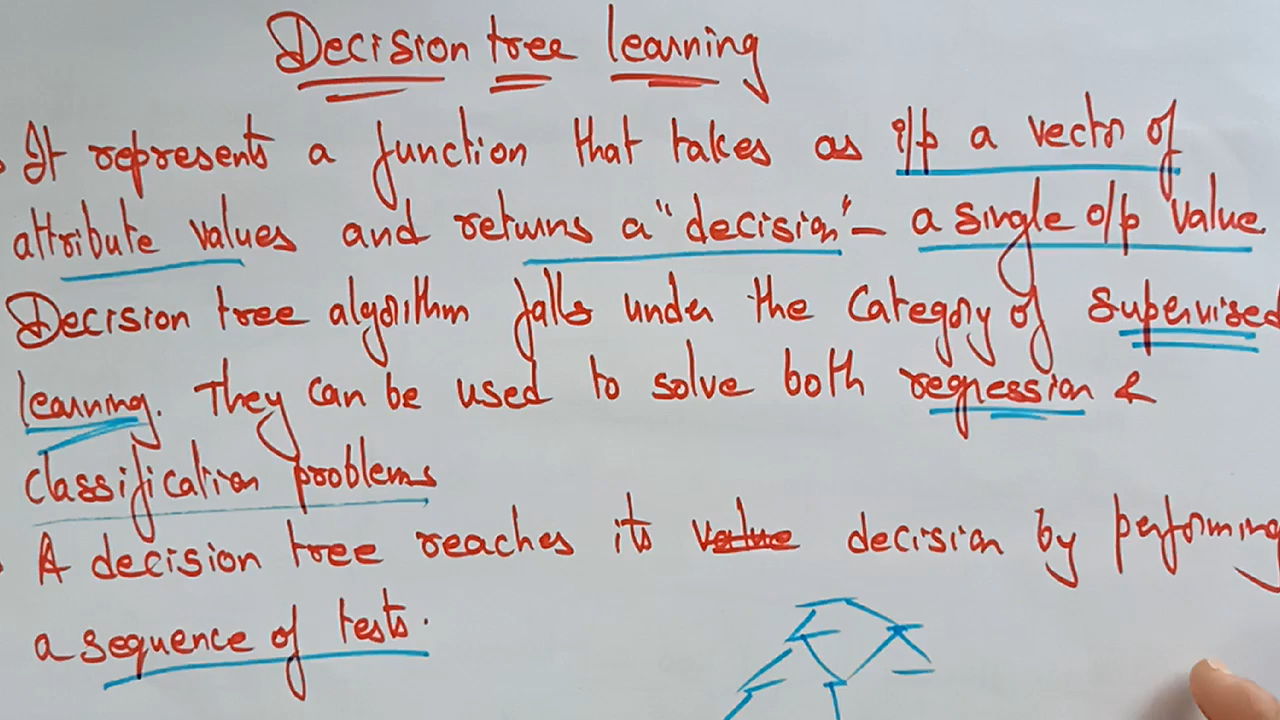 Decision tree learning
• It represents a function that takes as i/p a vector of
attribute values and returns a "decision" – a single o/p value
Decision tree algorithm falls under the category of supervised
learning. They can be used to solve both regression &
classification problems
• A decision tree reaches its value decision by performing
a sequence of tests.